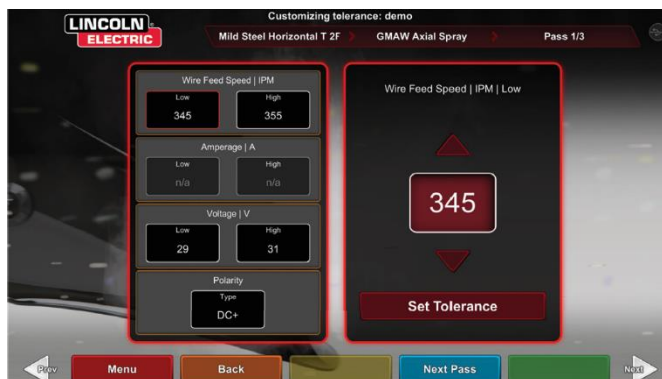 Customizing tolerance: demo
LINCOLN®
ELECTRIC
Mild Steel Horizontal T 2F
GMAW Axial Spray
Pass 1/3
Wire Feed Speed | IPM
Low
High
345
355
Amperage | A
Low
High
n/a
n/a
Voltage | V
Low
High
29
31
Polarity
Type
DC+
Wire Feed Speed | IPM | Low
345
Set Tolerance
Prev
Menu
Back
Next Pass
Next